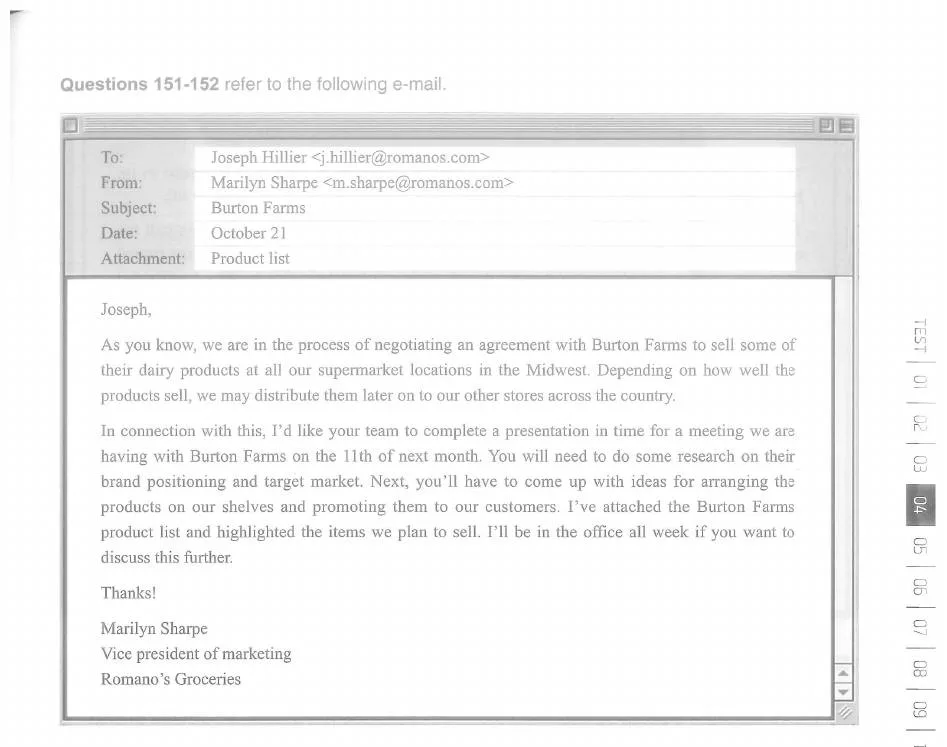 Questions 151-152 refer to the following e-mail.
To: Joseph Hillier <j.hillier@romanos.com>
From: Marilyn Sharpe <m.sharpe@romanos.com>
Subject: Burton Farms
Date: October 21
Attachment: Product list
Joseph,
As you know, we are in the process of negotiating an agreement with Burton Farms to sell some of
their dairy products at all our supermarket locations in the Midwest. Depending on how well the
products sell, we may distribute them later on to our other stores across the country.
In connection with this, I'd like your team to complete a presentation in time for a meeting we are
having with Burton Farms on the 11th of next month. You will need to do some research on their
brand positioning and target market. Next, you'll have to come up with ideas for arranging the
products on our shelves and promoting them to our customers. I've attached the Burton Farms
product list and highlighted the items we plan to sell. I'll be in the office all week if you want to
discuss this further.
Thanks!
Marilyn Sharpe
Vice president of marketing
Romano's Groceries
TEST
01
02
03
04
05
06
07
08
09